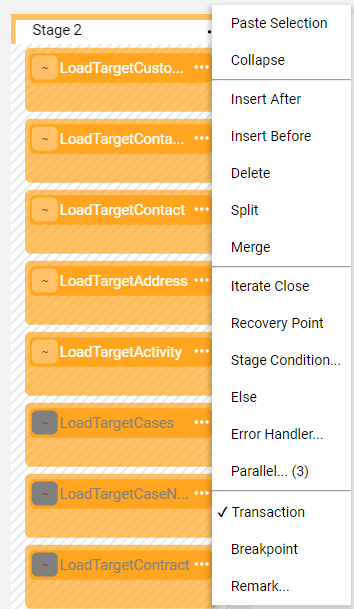 Stage 2
LoadTargetCusto...
LoadTargetConta...
LoadTargetContact
LoadTargetAddress
LoadTargetActivity
LoadTargetCases
LoadTargetCaseN...
LoadTargetContract
Paste Selection
Collapse
Insert After
Insert Before
Delete
Split
Merge
Iterate Close
Recovery Point
Stage Condition...
Else
Error Handler...
Parallel... (3)
✓ Transaction
Breakpoint
Remark...